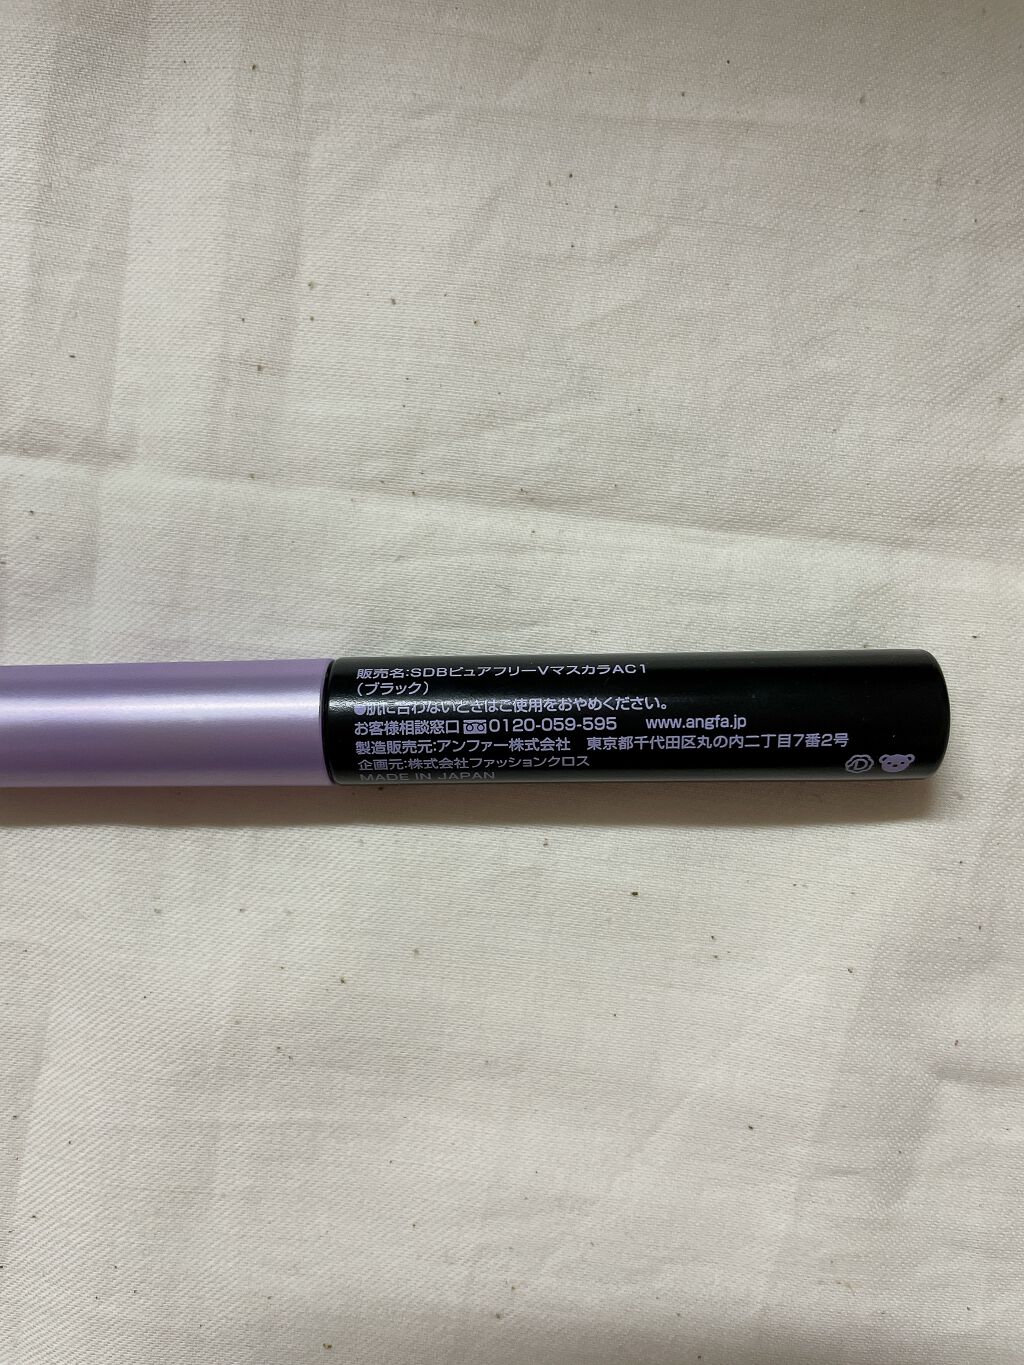 販売名:SDBピュアフリーVマスカラAC1
(ブラック)
●肌に合わないときはご使用をおやめください。
お客様相談窓口 0120-059-595 www.angfa.jp
製造販売元:アンファー株式会社 東京都千代田区丸の内二丁目7番2号
企画元:株式会社ファッションクロス
MADE IN JAPAN
D